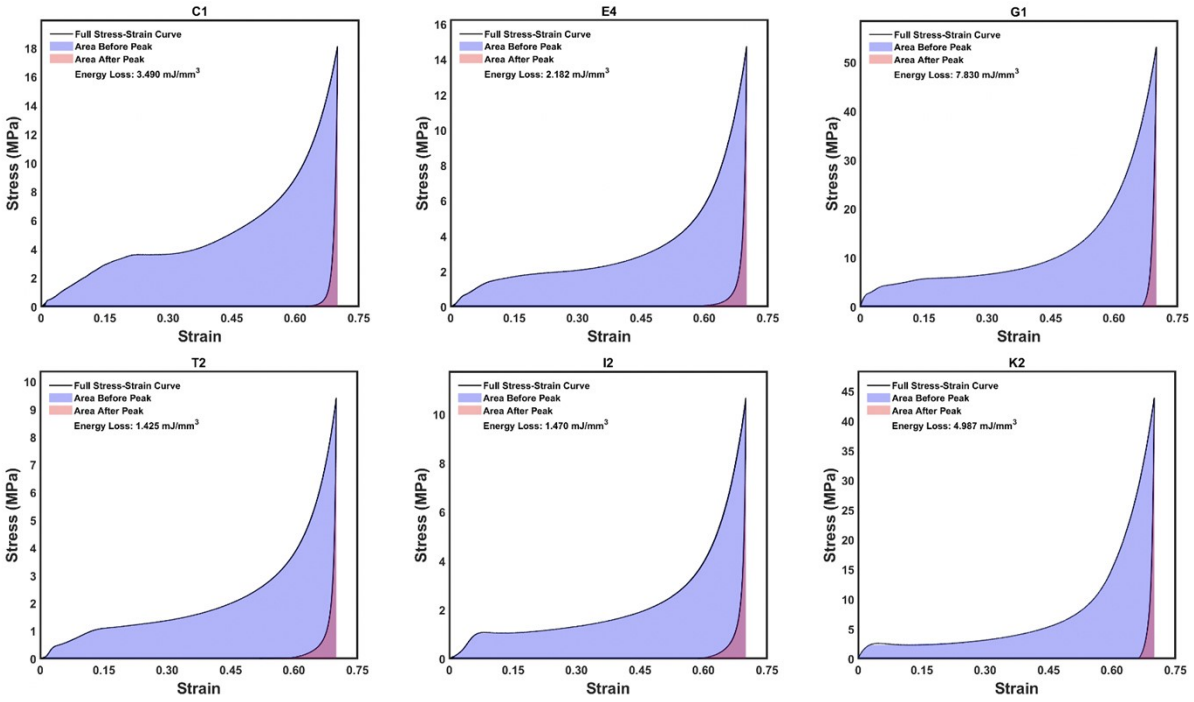 C1
Full Stress-Strain Curve
Area Before Peak
Area After Peak
Energy Loss: 3.490 mJ/mm³
18
16
14
12
10
8
6
4
2
0
0 0.15 0.30 0.45 0.60 0.75
Stress (MPa)
Strain
E4
Full Stress-Strain Curve
Area Before Peak
Area After Peak
Energy Loss: 2.182 mJ/mm³
16
14
12
10
8
6
4
2
0
0 0.15 0.30 0.45 0.60 0.75
Stress (MPa)
Strain
G1
Full Stress-Strain Curve
Area Before Peak
Area After Peak
Energy Loss: 7.830 mJ/mm³
50
40
30
20
10
0
0 0.15 0.30 0.45 0.60 0.75
Stress (MPa)
Strain
T2
Full Stress-Strain Curve
Area Before Peak
Area After Peak
Energy Loss: 1.425 mJ/mm³
10
9
8
7
6
5
4
3
2
1
0
0 0.15 0.30 0.45 0.60 0.75
Stress (MPa)
Strain
I2
Full Stress-Strain Curve
Area Before Peak
Area After Peak
Energy Loss: 1.470 mJ/mm³
10
8
6
4
2
0
0 0.15 0.30 0.45 0.60 0.75
Stress (MPa)
Strain
K2
Full Stress-Strain Curve
Area Before Peak
Area After Peak
Energy Loss: 4.987 mJ/mm³
45
40
35
30
25
20
15
10
5
0
0 0.15 0.30 0.45 0.60 0.75
Stress (MPa)
Strain